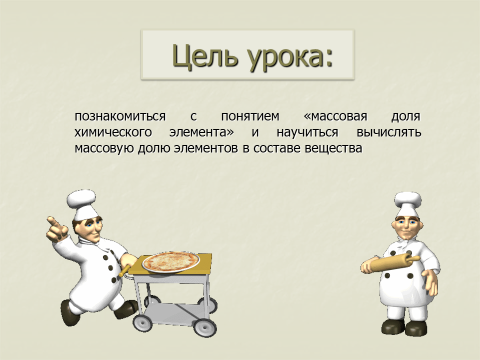 Цель урока:
познакомиться с понятием «массовая доля
химического элемента» и научиться вычислять
массовую долю элементов в составе вещества